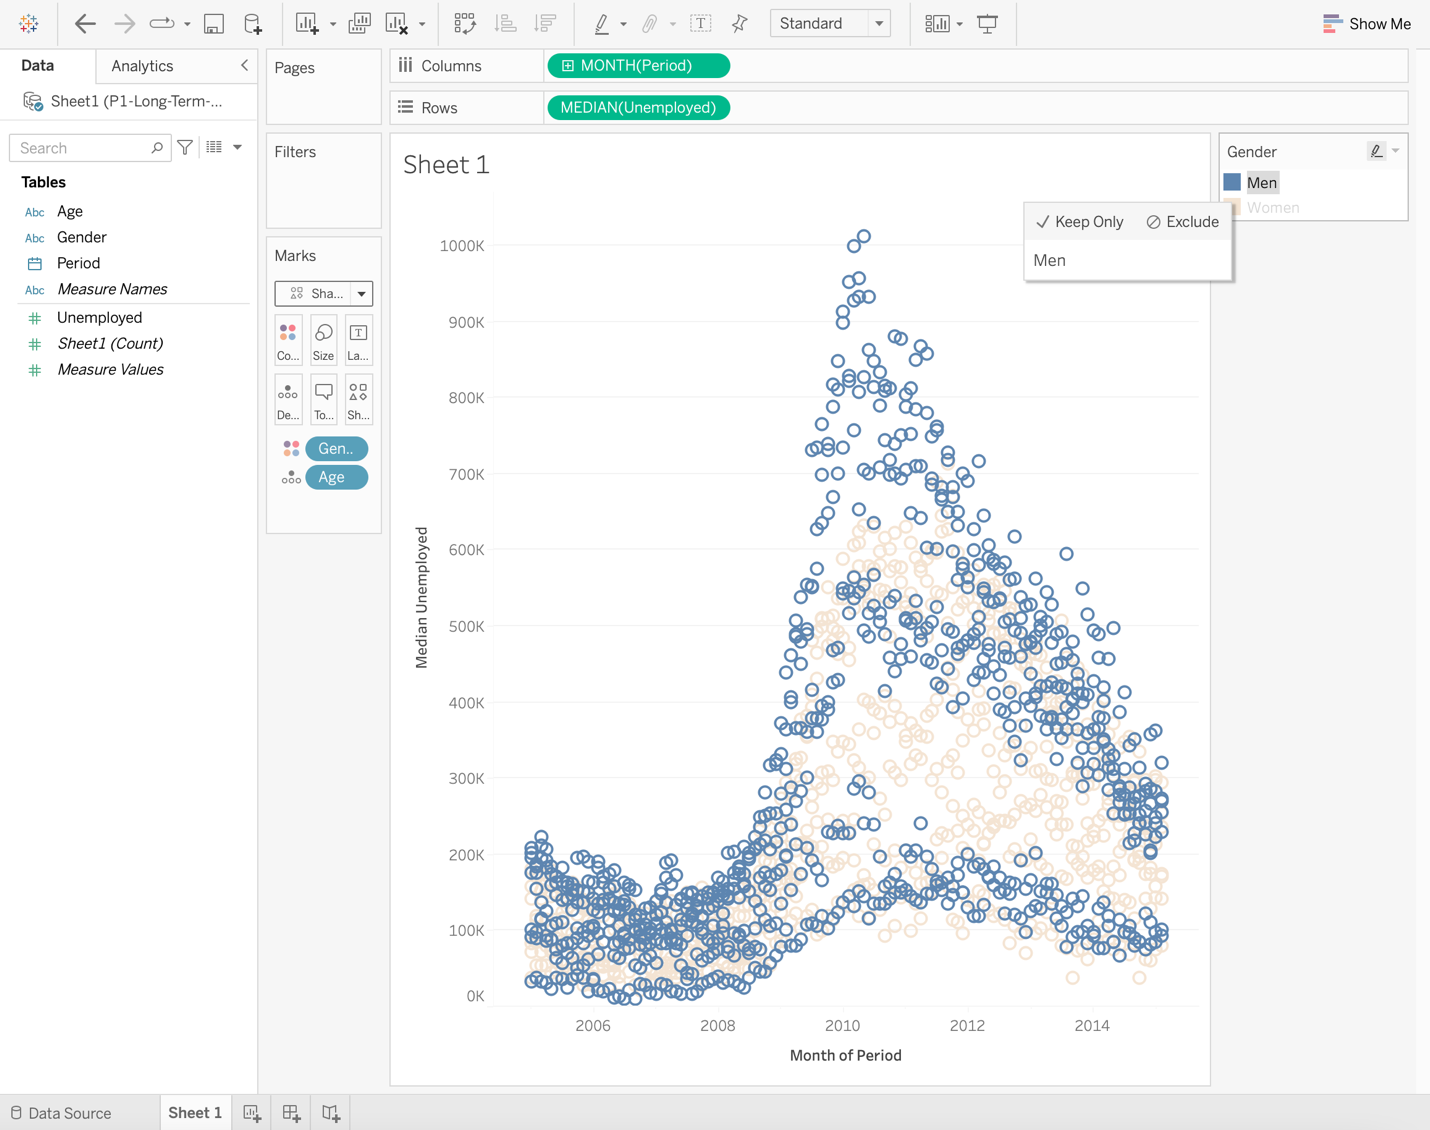 Standard
Show Me
Data
Analytics
Sheet1 (P1-Long-Term-...
Search
Tables
Abc Age
Abc Gender
Period
Abc Measure Names
Unemployed
Sheet1 (Count)
Measure Values
Pages
Filters
Marks
Sha...
Co...
Size
T
La...
De...
To...
Sh...
Gen..
Age
Columns
MONTH(Period)
Rows
MEDIAN(Unemployed)
Sheet 1
Gender
Men
Women
Keep Only
Exclude
Men
1000K
900K
800K
700K
600K
500K
400K
300K
200K
100K
0K
Median Unemployed
2006
2008
2010
2012
2014
Month of Period
Data Source
Sheet 1